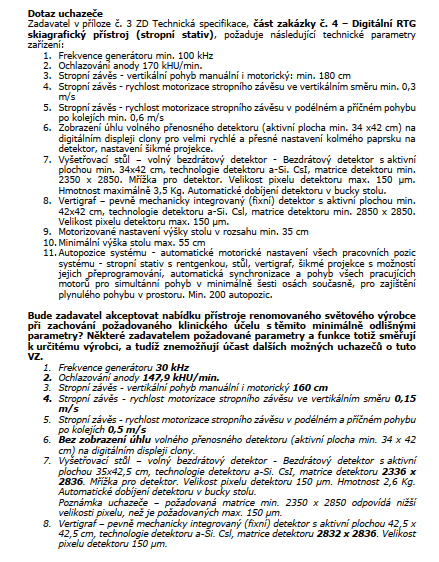 Dotaz uchazeče
Zadavatel v příloze č. 3 ZD Technická specifikace, část zakázky č. 4 – Digitální RTG
skiagrafický přístroj (stropní stativ), požaduje následující technické parametry
zařízení:
1. Frekvence generátoru min. 100 kHz
2. Ochlazování anody 170 kHU/min.
3. Stropní závěs - vertikální pohyb manuální i motorický: min. 180 cm
4. Stropní závěs - rychlost motorizace stropního závěsu ve vertikálním směru min. 0,3
m/s
5. Stropní závěs - rychlost motorizace stropního závěsu v podélném a příčném pohybu
po kolejích min. 0,6 m/s
6. Zobrazení úhlu volného přenosného detektoru (aktivní plocha min. 34 x42 cm) na
digitálním displeji clony pro velmi rychlé a přesné nastavení kolmého paprsku na
detektor, nastavení šikmé projekce.
7. Vyšetřovací stůl – volný bezdrátový detektor - Bezdrátový detektor s aktivní
plochou min. 34x42 cm, technologie detektoru a-Si. CsI, matrice detektoru min.
2350 x 2850. Mřížka pro detektor. Velikost pixelu detektoru max. 150 µm.
Hmotnost maximálně 3,5 Kg. Automatické dobíjení detektoru v bucky stolu.
8. Vertigraf – pevně mechanicky integrovaný (fixní) detektor s aktivní plochou min.
42x42 cm, technologie detektoru a-Si. CsI, matrice detektoru min. 2850 x 2850.
Velikost pixelu detektoru max. 150 µm.
9. Motorizované nastavení výšky stolu v rozsahu min. 35 cm
10. Minimální výška stolu max. 55 cm
11. Autopozice systému - automatické motorické nastavení všech pracovních pozic
systému - stropní stativ s rentgenkou, stůl, vertigraf, šikmé projekce s možností
jejich přeprogramování, automatická synchronizace a pohyb všech pracujících
motorů pro simultánní pohyb v minimálně šesti osách současně, pro zajištění
plynulého pohybu v prostoru. Min. 200 autopozic.
Bude zadavatel akceptovat nabídku přístroje renomovaného světového výrobce
při zachování požadovaného klinického účelu s těmito minimálně odlišnými
parametry? Některé zadavatelem požadované parametry a funkce totiž směřují
k určitému výrobci, a tudíž znemožňují účast dalších možných uchazečů o tuto
VZ.
1. Frekvence generátoru 30 kHz
2. Ochlazování anody 147,9 kHU/min.
3. Stropní závěs - vertikální pohyb manuální i motorický 160 cm
4. Stropní závěs - rychlost motorizace stropního závěsu ve vertikálním směru 0,15
m/s
5. Stropní závěs - rychlost motorizace stropního závěsu v podélném a příčném pohybu
po kolejích 0,5 m/s
6. Bez zobrazení úhlu volného přenosného detektoru (aktivní plocha min. 34 x 42
cm) na digitálním displeji clony.
7. Vyšetřovací stůl – volný bezdrátový detektor - Bezdrátový detektor s aktivní
plochou 35x42,5 cm, technologie detektoru a-Si. CsI, matrice detektoru 2336 x
2836. Mřížka pro detektor. Velikost pixelu detektoru 150 µm. Hmotnost 2,6 Kg.
Automatické dobíjení detektoru v bucky stolu.
Poznámka uchazeče – požadovaná matrice min. 2350 x 2850 odpovídá nižší
velikosti pixelu, než je požadovaných max. 150 µm.
8. Vertigraf – pevně mechanicky integrovaný (fixní) detektor s aktivní plochou 42,5 x
42,5 cm, technologie detektoru a-Si. CsI, matrice detektoru 2832 x 2836. Velikost
pixelu detektoru 150 µm.